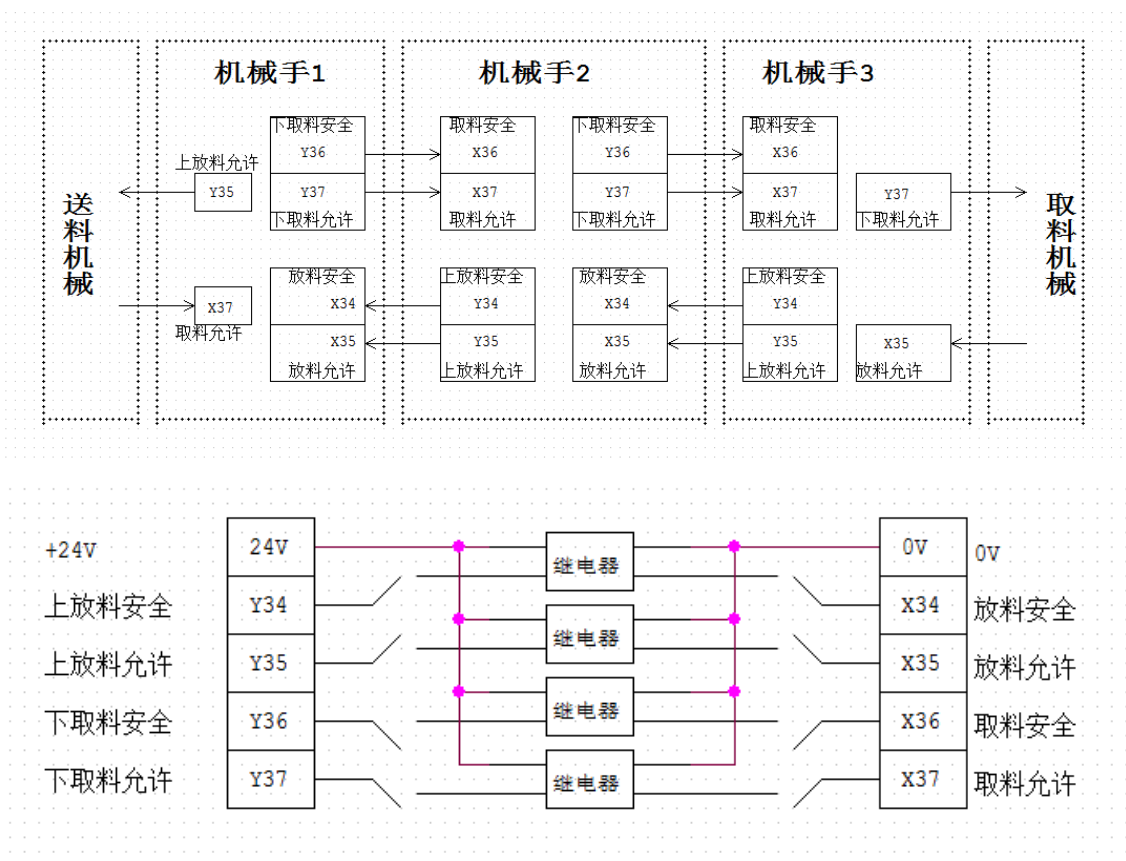 机械手1
机械手2
机械手3
下取料安全
取料安全
下取料安全
取料安全
Y36
X36
Y36
X36
上放料允许
Y35
Y37
X37
Y37
X37
Y37
下取料允许
取料允许
下取料允许
取料允许
下取料允许
送料机械
取料机械
放料安全
上放料安全
放料安全
上放料安全
X37
X34
Y34
X34
Y34
取料允许
X35
Y35
X35
Y35
X35
放料允许
上放料允许
放料允许
上放料允许
放料允许
+24V
24V
继电器
0V
0V
上放料安全
Y34
X34
放料安全
继电器
上放料允许
Y35
X35
放料允许
继电器
下取料安全
Y36
X36
取料安全
继电器
下取料允许
Y37
X37
取料允许